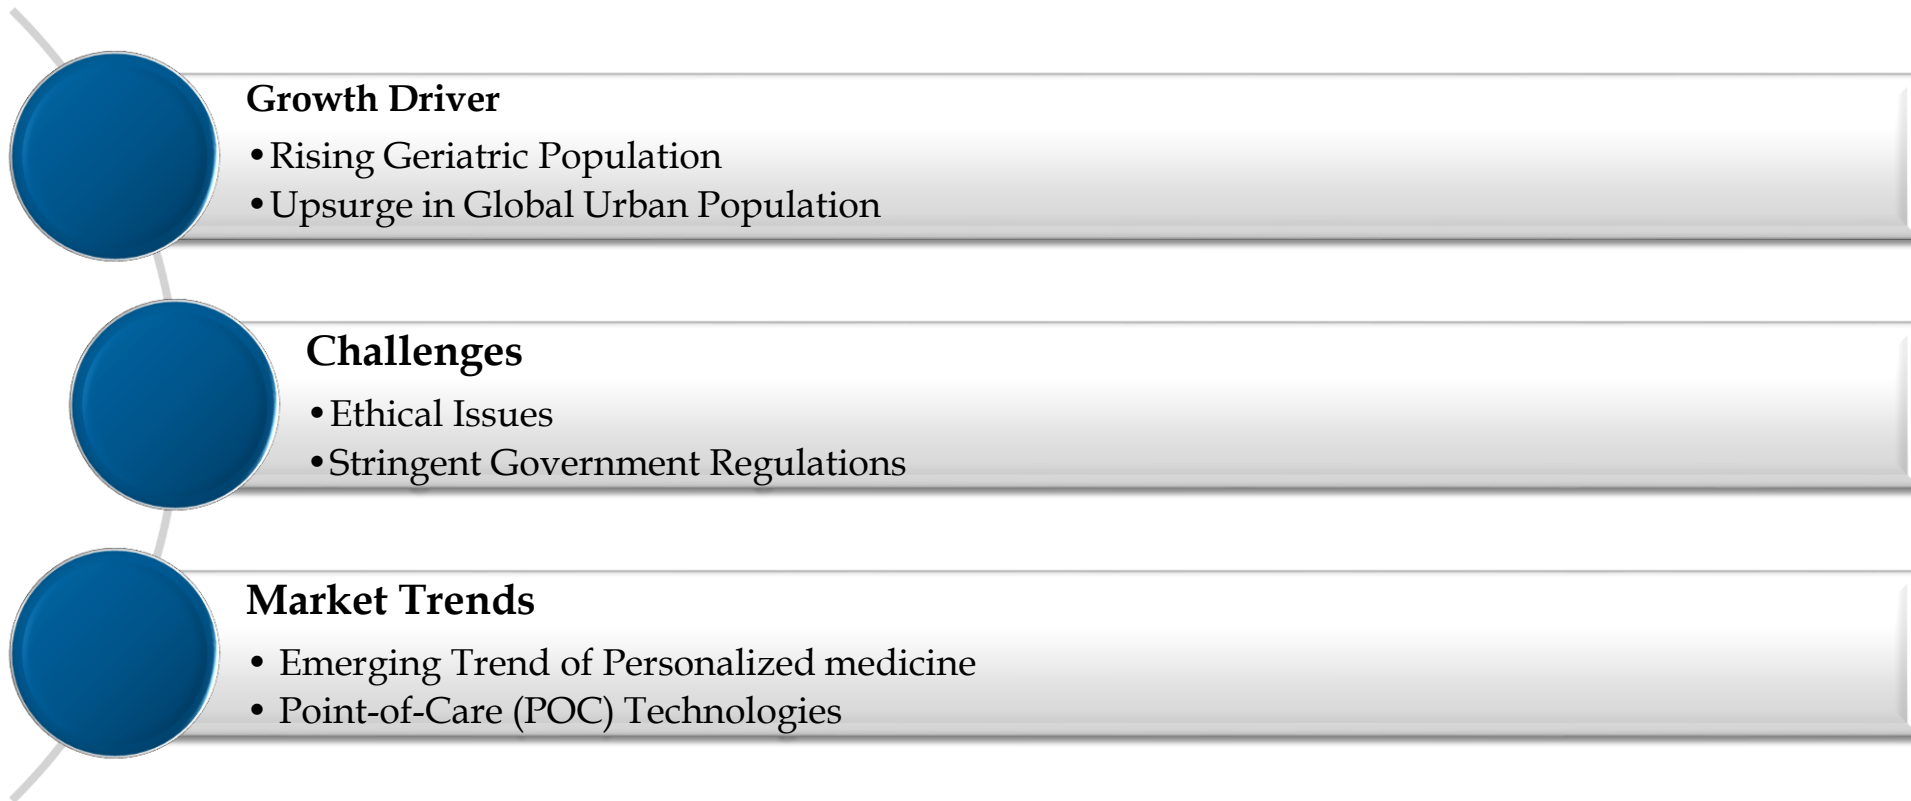 Growth Driver
•Rising Geriatric Population
•Upsurge in Global Urban Population
Challenges
•Ethical Issues
•Stringent Government Regulations
Market Trends
• Emerging Trend of Personalized medicine
• Point-of-Care (POC) Technologies